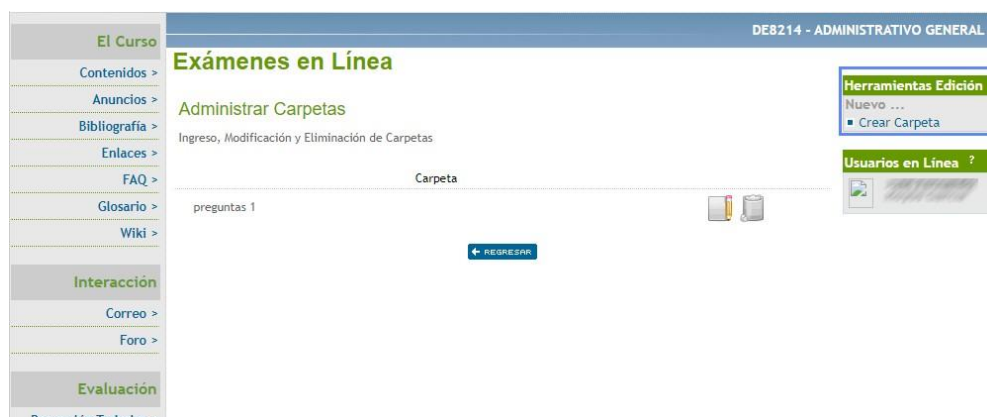 DE8214 - ADMINISTRATIVO GENERAL
El Curso
Contenidos >
Anuncios >
Bibliografía >
Enlaces >
FAQ >
Glosario >
Wiki >
Interacción
Correo >
Foro >
Evaluación
Exámenes en Línea
Administrar Carpetas
Ingreso, Modificación y Eliminación de Carpetas
Carpeta
preguntas 1
REGRESAR
Herramientas Edición
Nuevo ...
Crear Carpeta
Usuarios en Línea ?